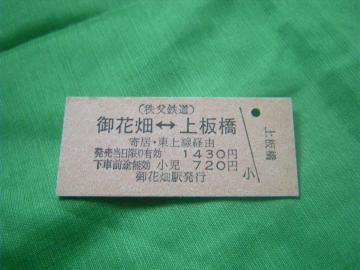 (秩父鉄道)
御花畑↔上板橋
寄居・東上線経由
発売当日限り有効 1430円
下車前途無効 小児 720円
御花畑駅発行
上板橋
小